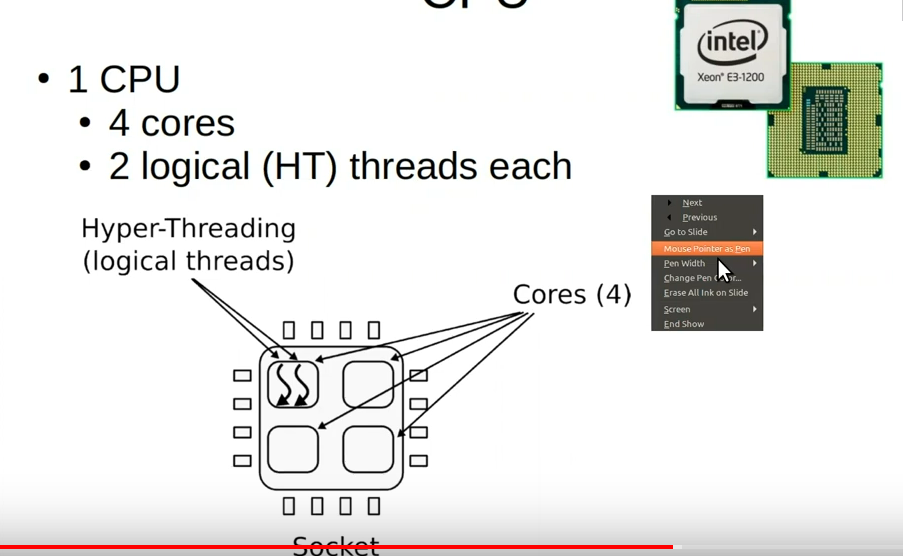 CPU
• 1 CPU
• 4 cores
• 2 logical (HT) threads each
intel
Xeon® E3-1200
Next
Previous
Go to Slide
Mouse Pointer as Pen
Pen Width
Change Pen
Erase All Ink on Slide
Screen
End Show
Hyper-Threading
(logical threads)
Cores (4)
Socket